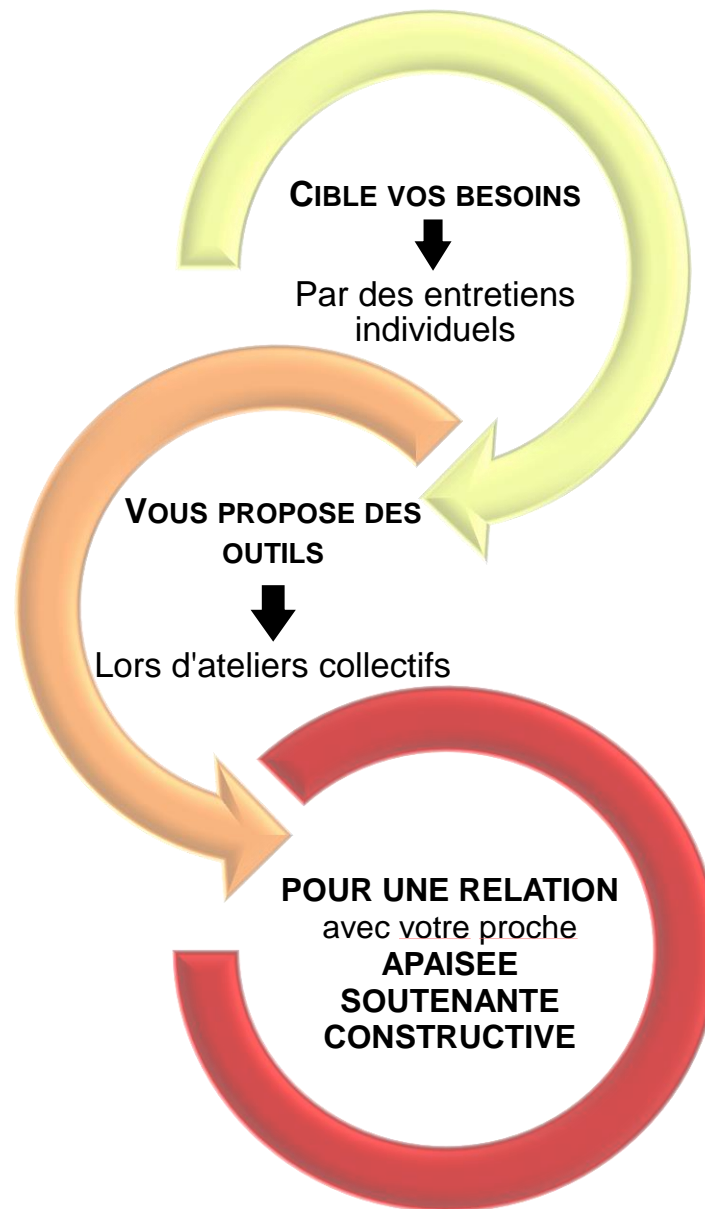 CIBLE VOS BESOINS
Par des entretiens
individuels
VOUS PROPOSE DES
OUTILS
Lors d'ateliers collectifs
POUR UNE RELATION
avec votre proche
APAISEE
SOUTENANTE
CONSTRUCTIVE